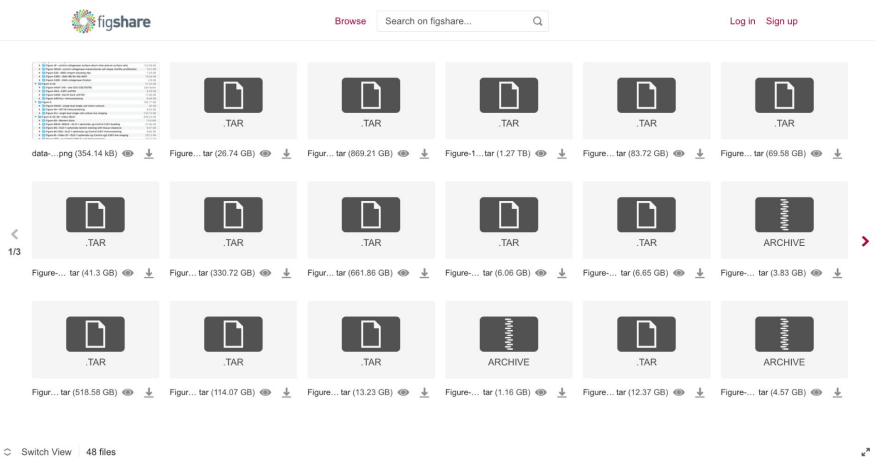 figshare
Browse
Search on figshare...
Log in
Sign up
data-...png (354.14 kB)
Figure... tar (26.74 GB)
Figur... tar (869.21 GB)
Figure-1...tar (1.27 TB)
Figure... tar (83.72 GB)
Figure... tar (69.58 GB)
.TAR
.TAR
.TAR
.TAR
.TAR
Figure-... tar (41.3 GB)
Figur... tar (330.72 GB)
Figur... tar (661.86 GB)
Figure-... tar (6.06 GB)
Figure-... tar (6.65 GB)
Figure-... tar (3.83 GB)
.TAR
.TAR
.TAR
.TAR
.TAR
ARCHIVE
1/3
Figur... tar (518.58 GB)
Figur... tar (114.07 GB)
Figure... tar (13.23 GB)
Figure-... tar (1.16 GB)
Figure... tar (12.37 GB)
Figure-... tar (4.57 GB)
.TAR
.TAR
.TAR
ARCHIVE
.TAR
ARCHIVE
Switch View
48 files